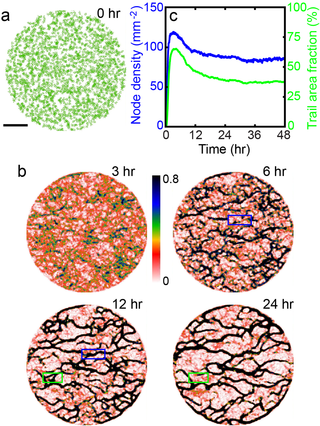 a
0 hr
c
Node density (mm⁻²)
150
100
50
0
100
75
50
25
0
Trail area fraction (%)
0
12
24
36
48
Time (hr)
b
3 hr
0.8
0
6 hr
12 hr
24 hr